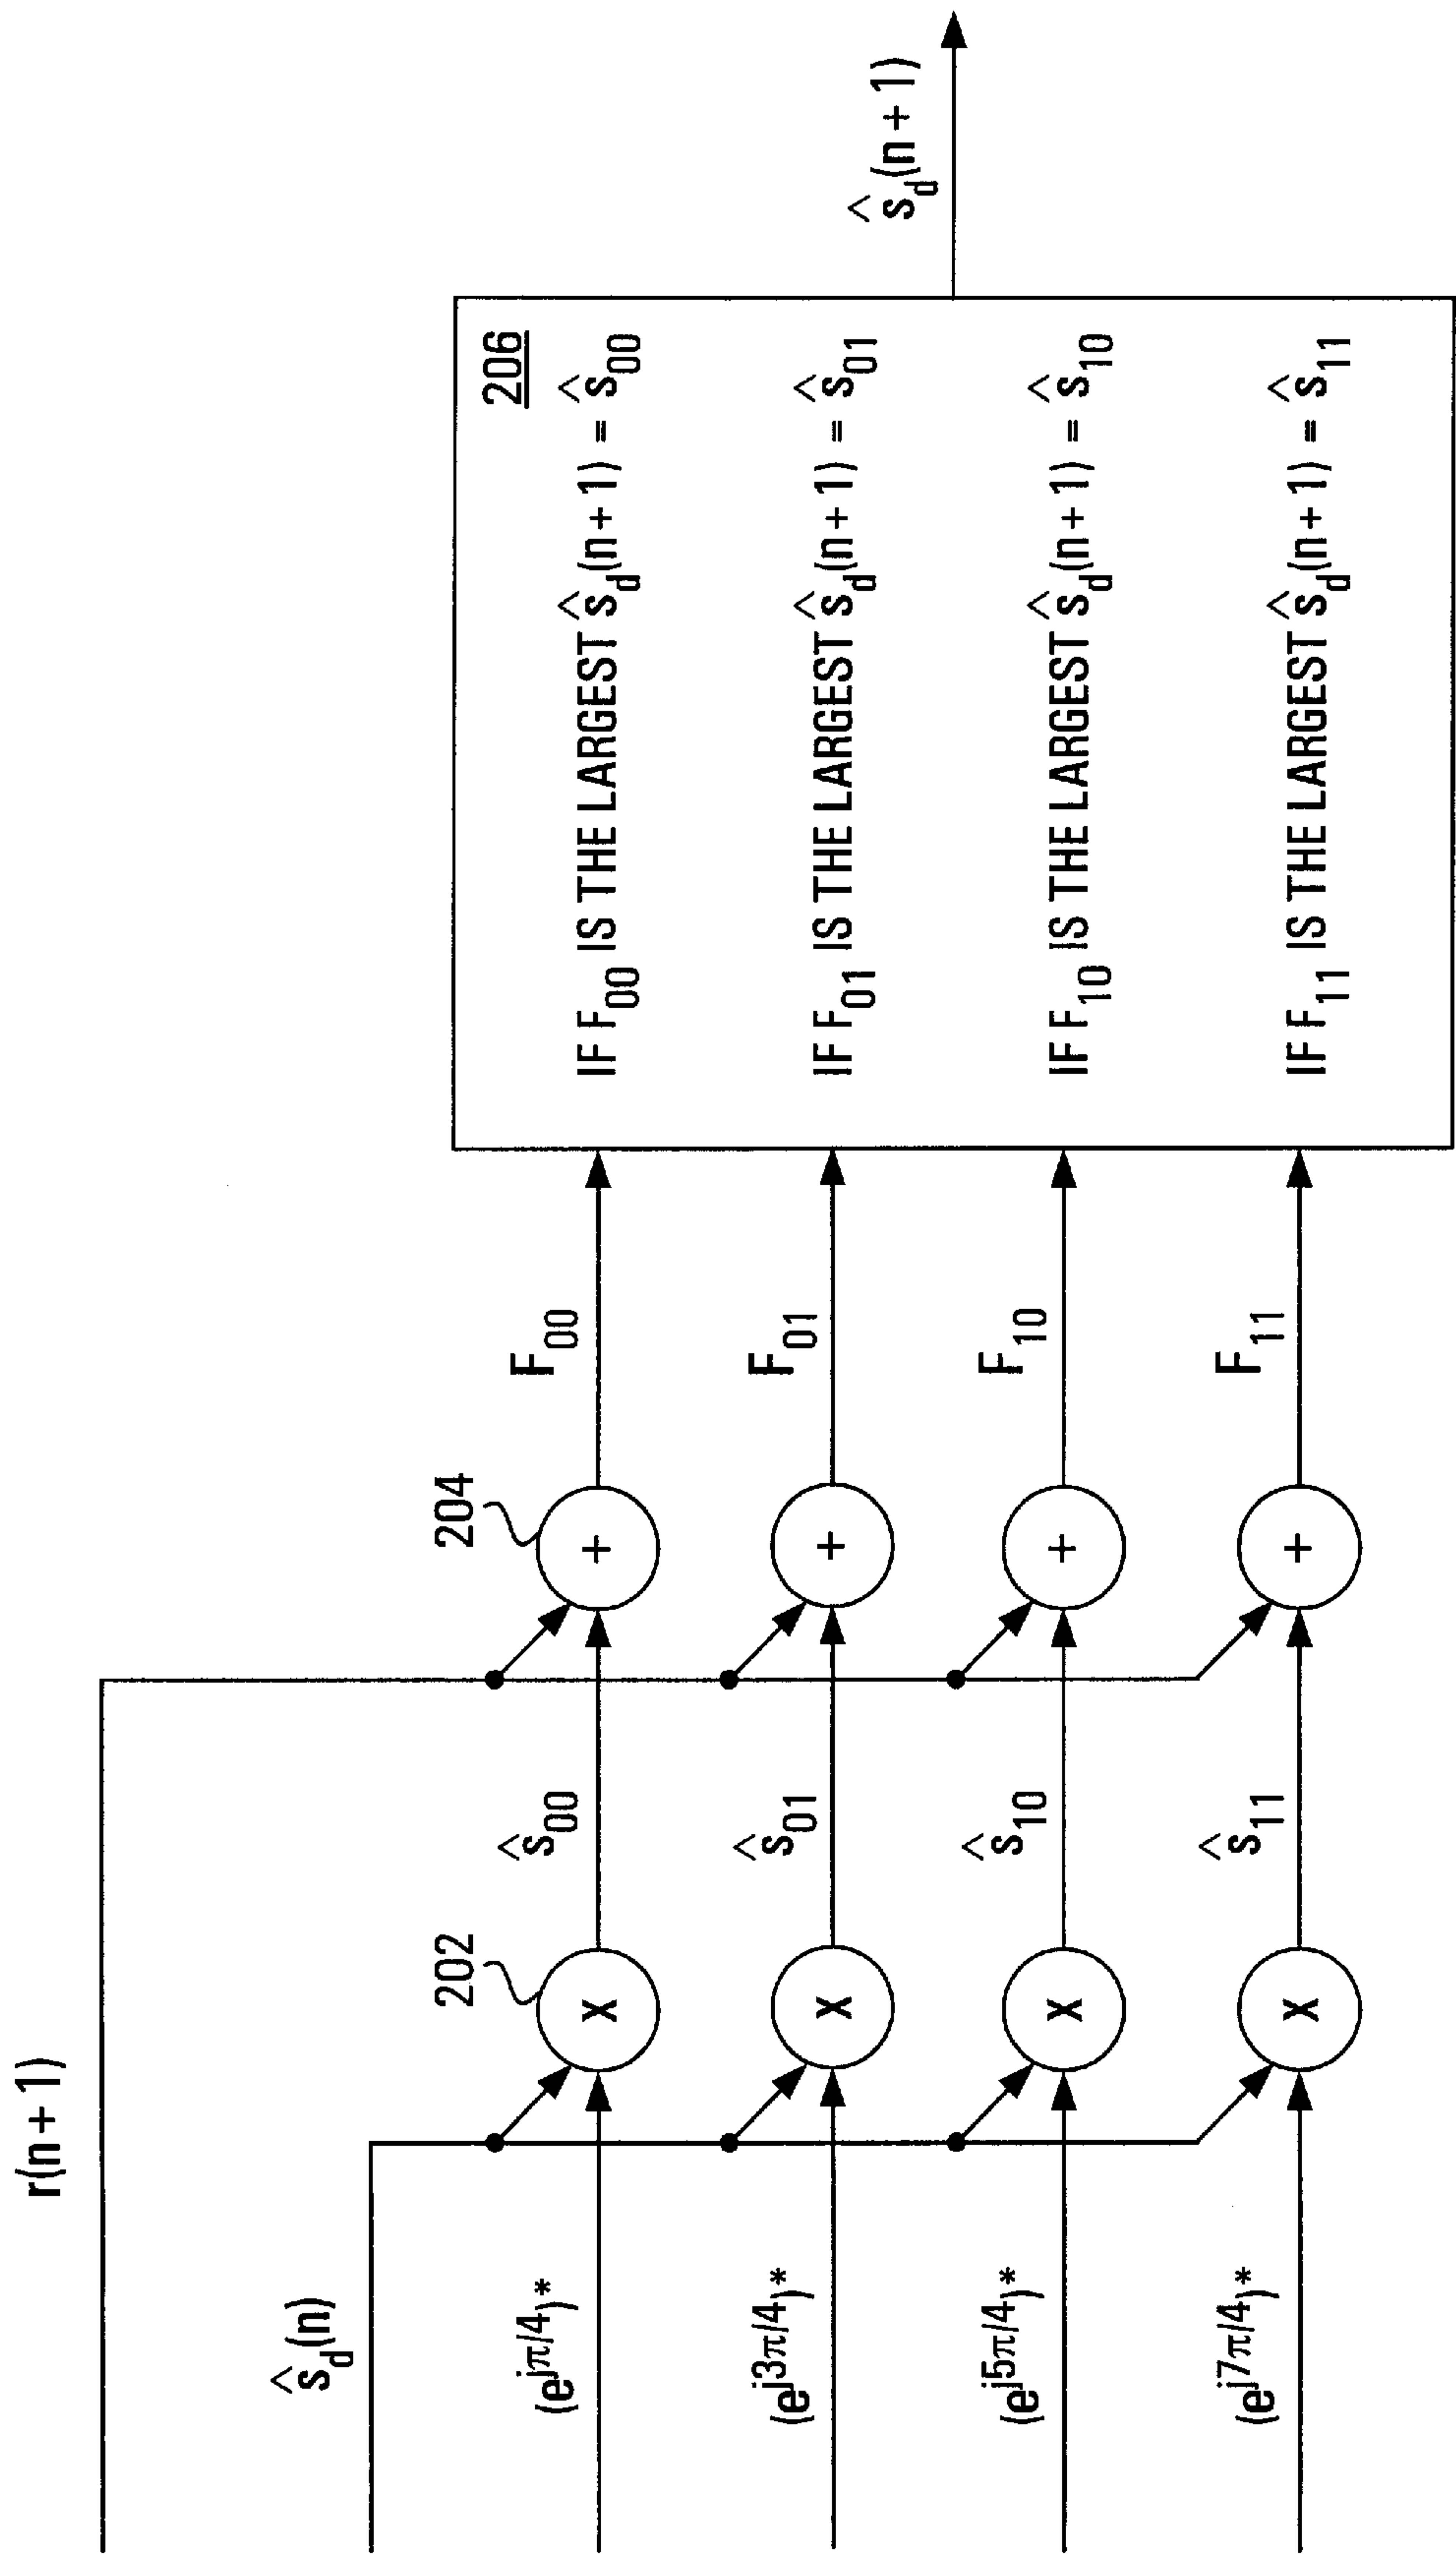 r(n + 1)
ŝd(n)
(e^jπ/4)*
(e^j3π/4)*
(e^j5π/4)*
(e^j7π/4)*
202
X
X
X
X
ŝ00
ŝ01
ŝ10
ŝ11
204
+
+
+
+
F00
F01
F10
F11
206
IF F00 IS THE LARGEST ŝd(n + 1) = ŝ00
IF F01 IS THE LARGEST ŝd(n + 1) = ŝ01
IF F10 IS THE LARGEST ŝd(n + 1) = ŝ10
IF F11 IS THE LARGEST ŝd(n + 1) = ŝ11
ŝd(n + 1)